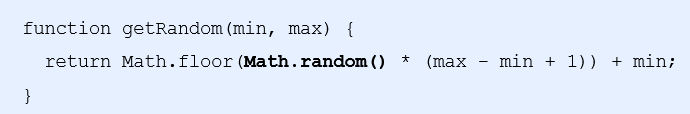 function getRandom(min, max) {
  return Math.floor(Math.random() * (max - min + 1)) + min;
}